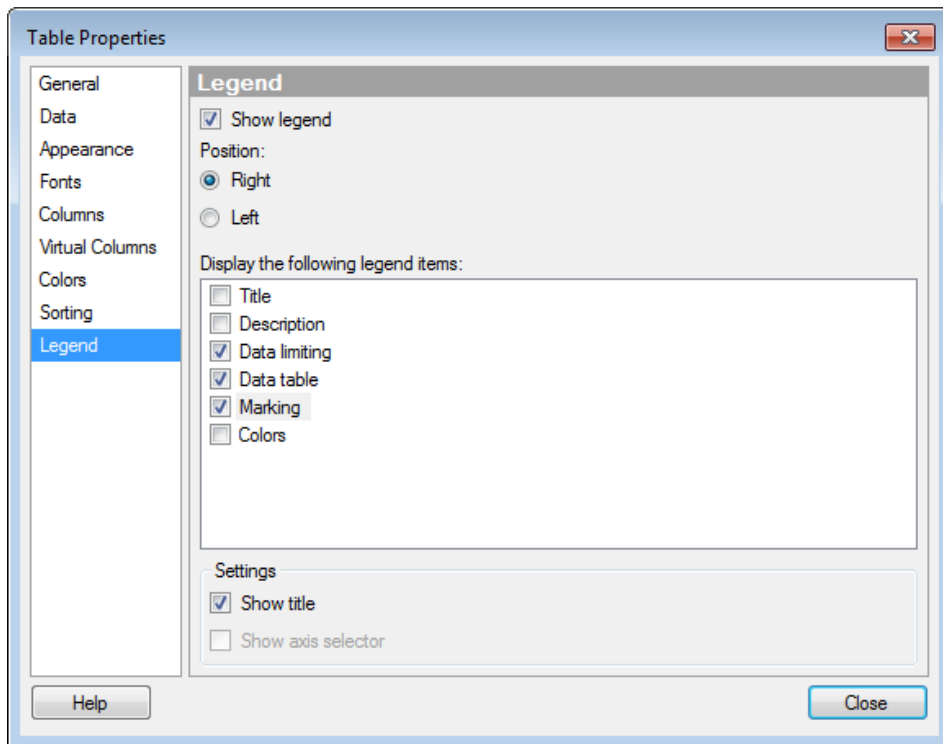 Table Properties
General
Data
Appearance
Fonts
Columns
Virtual Columns
Colors
Sorting
Legend
Legend
Show legend
Position:
Right
Left
Display the following legend items:
Title
Description
Data limiting
Data table
Marking
Colors
Settings
Show title
Show axis selector
Help
Close